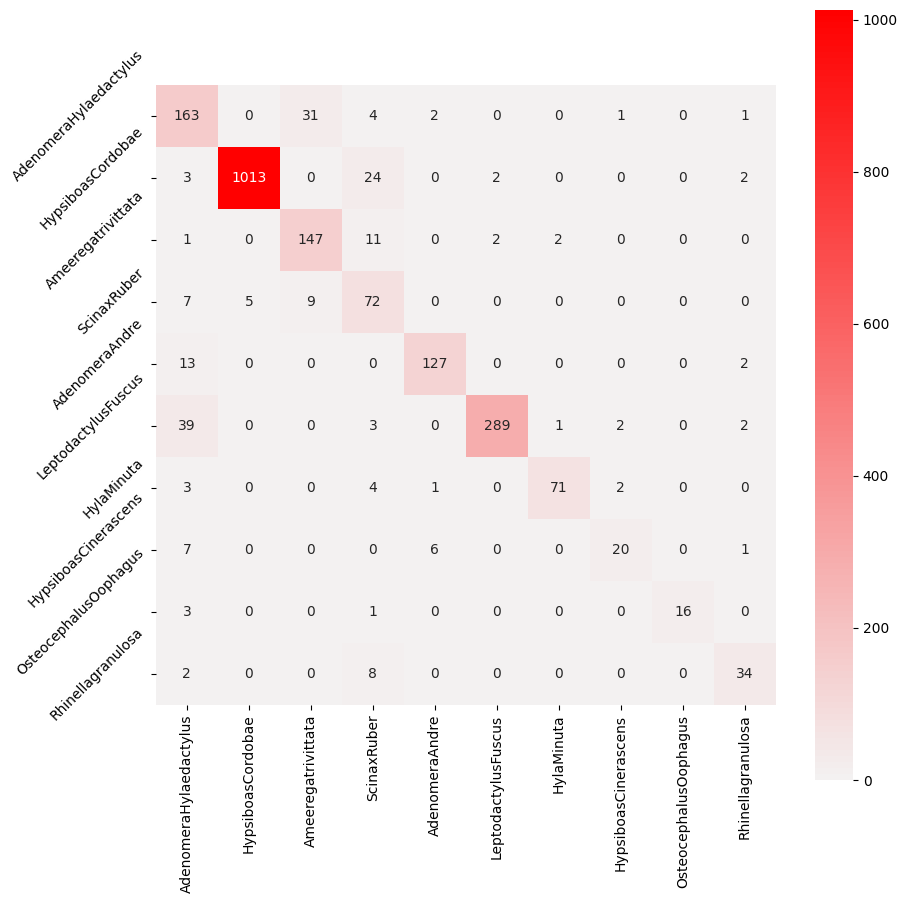 AdenomeraHylaedactylus 163 0 31 4 2 0 0 1 0 1
HypsiboasCordobae 3 1013 0 24 0 2 0 0 0 2
Ameeregatrivittata 1 0 147 11 0 2 2 0 0 0
ScinaxRuber 7 5 9 72 0 0 0 0 0 0
AdenomeraAndre 13 0 0 0 127 0 0 0 0 2
LeptodactylusFuscus 39 0 0 3 0 289 1 2 0 2
HylaMinuta 3 0 0 4 1 0 71 2 0 0
HypsiboasCinerascens 7 0 0 0 6 0 0 20 0 1
OsteocephalusOophagus 3 0 0 1 0 0 0 0 16 0
Rhinellagranulosa 2 0 0 8 0 0 0 0 0 34
AdenomeraHylaedactylus
HypsiboasCordobae
Ameeregatrivittata
ScinaxRuber
AdenomeraAndre
LeptodactylusFuscus
HylaMinuta
HypsiboasCinerascens
OsteocephalusOophagus
Rhinellagranulosa
1000
800
600
400
200
0